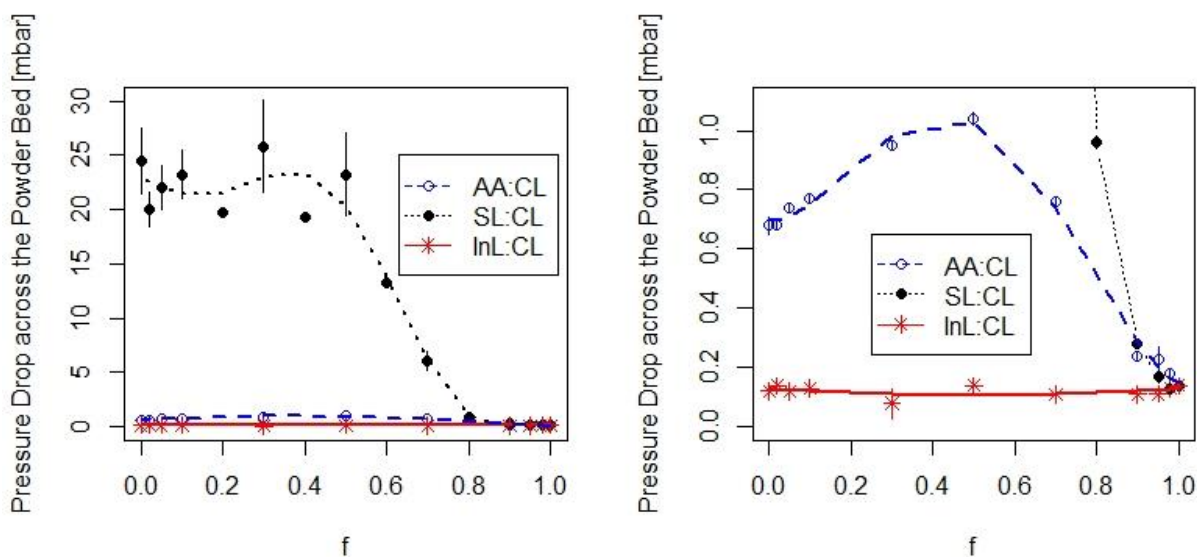 Pressure Drop across the Powder Bed [mbar]
30
25
20
15
10
5
0
AA:CL
SL:CL
InL:CL
0.0 0.2 0.4 0.6 0.8 1.0
f
Pressure Drop across the Powder Bed [mbar]
1.0
0.8
0.6
0.4
0.2
0.0
AA:CL
SL:CL
InL:CL
0.0 0.2 0.4 0.6 0.8 1.0
f